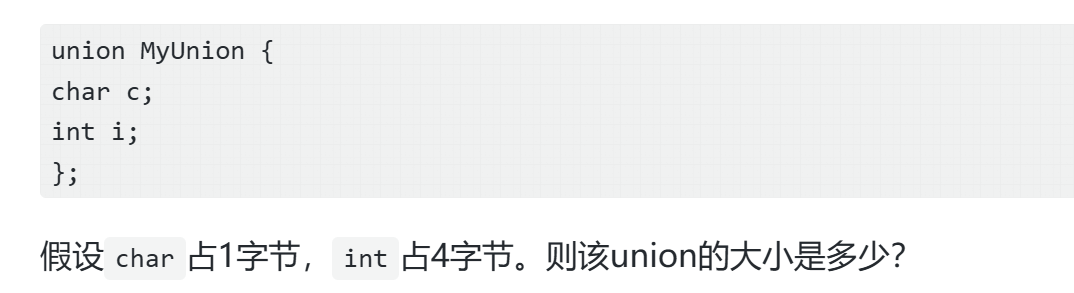 union MyUnion {
char c;
int i;
};
假设 char 占1字节，int 占4字节。则该union的大小是多少？